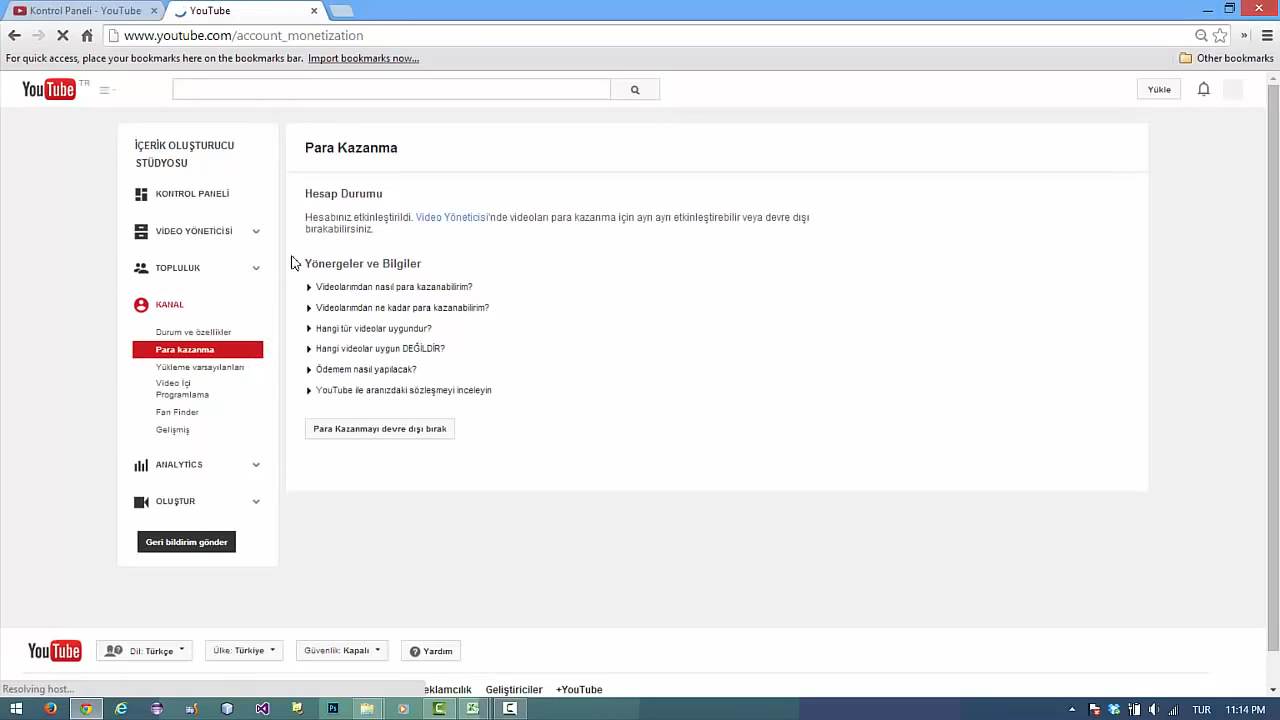 Kontrol Paneli - YouTube
YouTube
www.youtube.com/account_monetization
For quick access, place your bookmarks here on the bookmarks bar. Import bookmarks now...
Other bookmarks
YouTube TR
Yükle
İÇERİK OLUŞTURUCU
STÜDYOSU
KONTROL PANELİ
VİDEO YÖNETİCİSİ
TOPLULUK
KANAL
Durum ve özellikler
Para kazanma
Yükleme varsayılanları
Video İçi
Programlama
Fan Finder
Gelişmiş
ANALYTICS
OLUŞTUR
Geri bildirim gönder
Para Kazanma
Hesap Durumu
Hesabınız etkinleştirildi. Video Yöneticisi'nde videoları para kazanma için ayrı ayrı etkinleştirebilir veya devre dışı
bırakabilirsiniz.
Yönergeler ve Bilgiler
Videolarımdan nasıl para kazanabilirim?
Videolarımdan ne kadar para kazanabilirim?
Hangi tür videolar uygundur?
Hangi videolar uygun DEĞİLDİR?
Ödemem nasıl yapılacak?
YouTube ile aranızdaki sözleşmeyi inceleyin
Para Kazanmayı devre dışı bırak
YouTube
Dil: Türkçe
Ülke: Türkiye
Güvenlik: Kapalı
Yardım
Resolving host...
eklamcılık
Geliştiriciler
+YouTube
TUR
11:14 PM